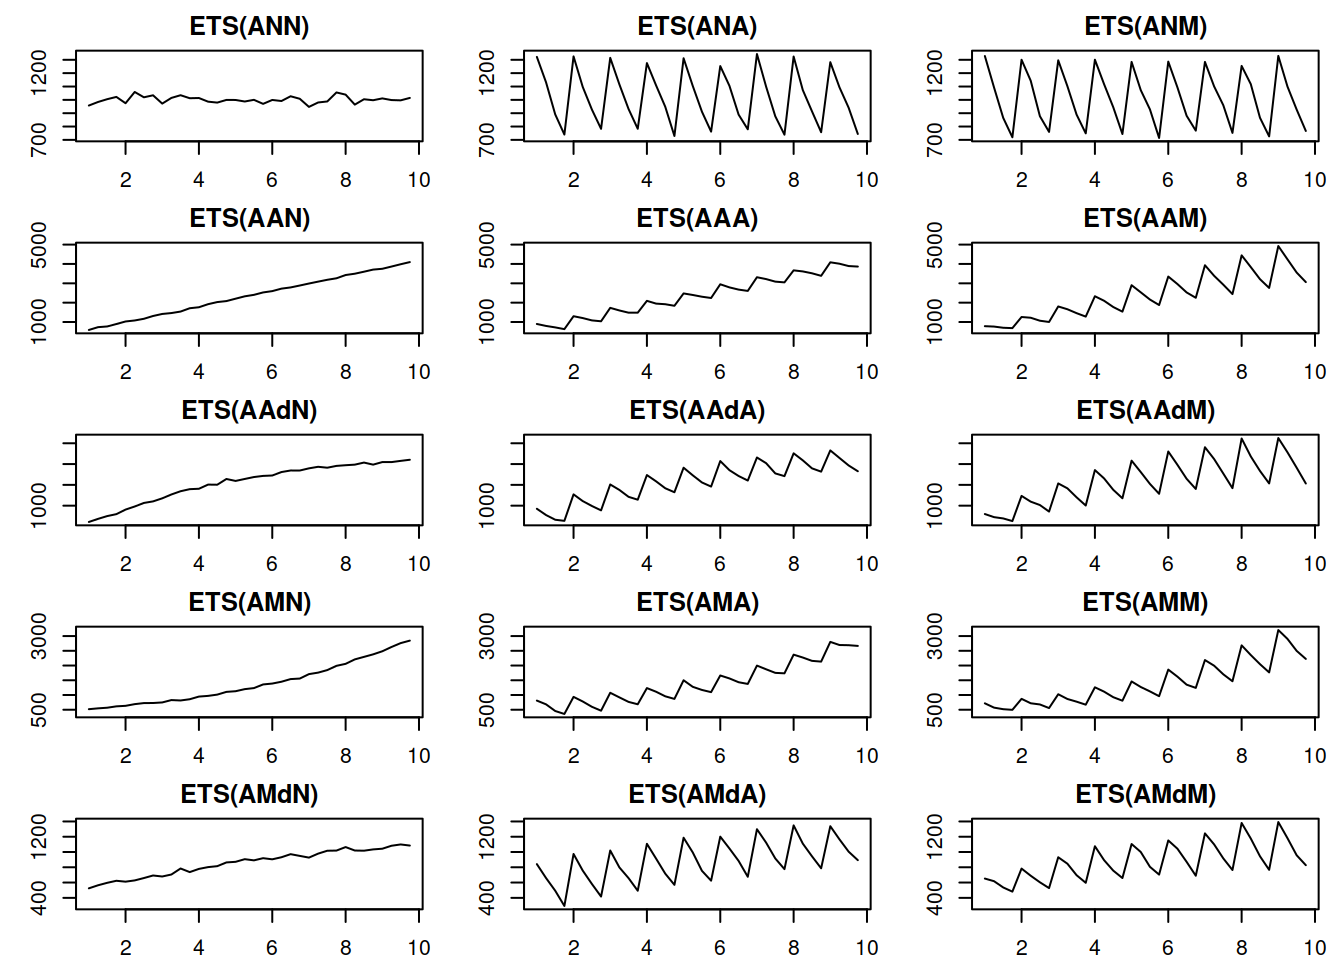 ETS(ANN) ETS(ANA) ETS(ANM)
700 1200 700 1200 700 1200
2 4 6 8 10 2 4 6 8 10 2 4 6 8 10
ETS(AAN) ETS(AAA) ETS(AAM)
1000 5000 1000 5000 1000 5000
2 4 6 8 10 2 4 6 8 10 2 4 6 8 10
ETS(AAdN) ETS(AAdA) ETS(AAdM)
1000 1000 1000
2 4 6 8 10 2 4 6 8 10 2 4 6 8 10
ETS(AMN) ETS(AMA) ETS(AMM)
500 3000 500 3000 500 3000
2 4 6 8 10 2 4 6 8 10 2 4 6 8 10
ETS(AMdN) ETS(AMdA) ETS(AMdM)
400 1200 400 1200 400 1200
2 4 6 8 10 2 4 6 8 10 2 4 6 8 10